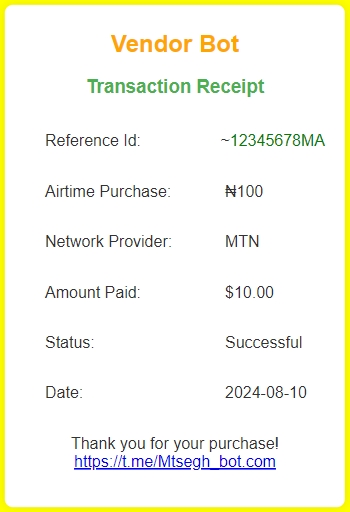 Vendor Bot
Transaction Receipt
Reference Id: ~12345678MA
Airtime Purchase: ₦100
Network Provider: MTN
Amount Paid: $10.00
Status: Successful
Date: 2024-08-10
Thank you for your purchase!
https://t.me/Mtsegh_bot.com